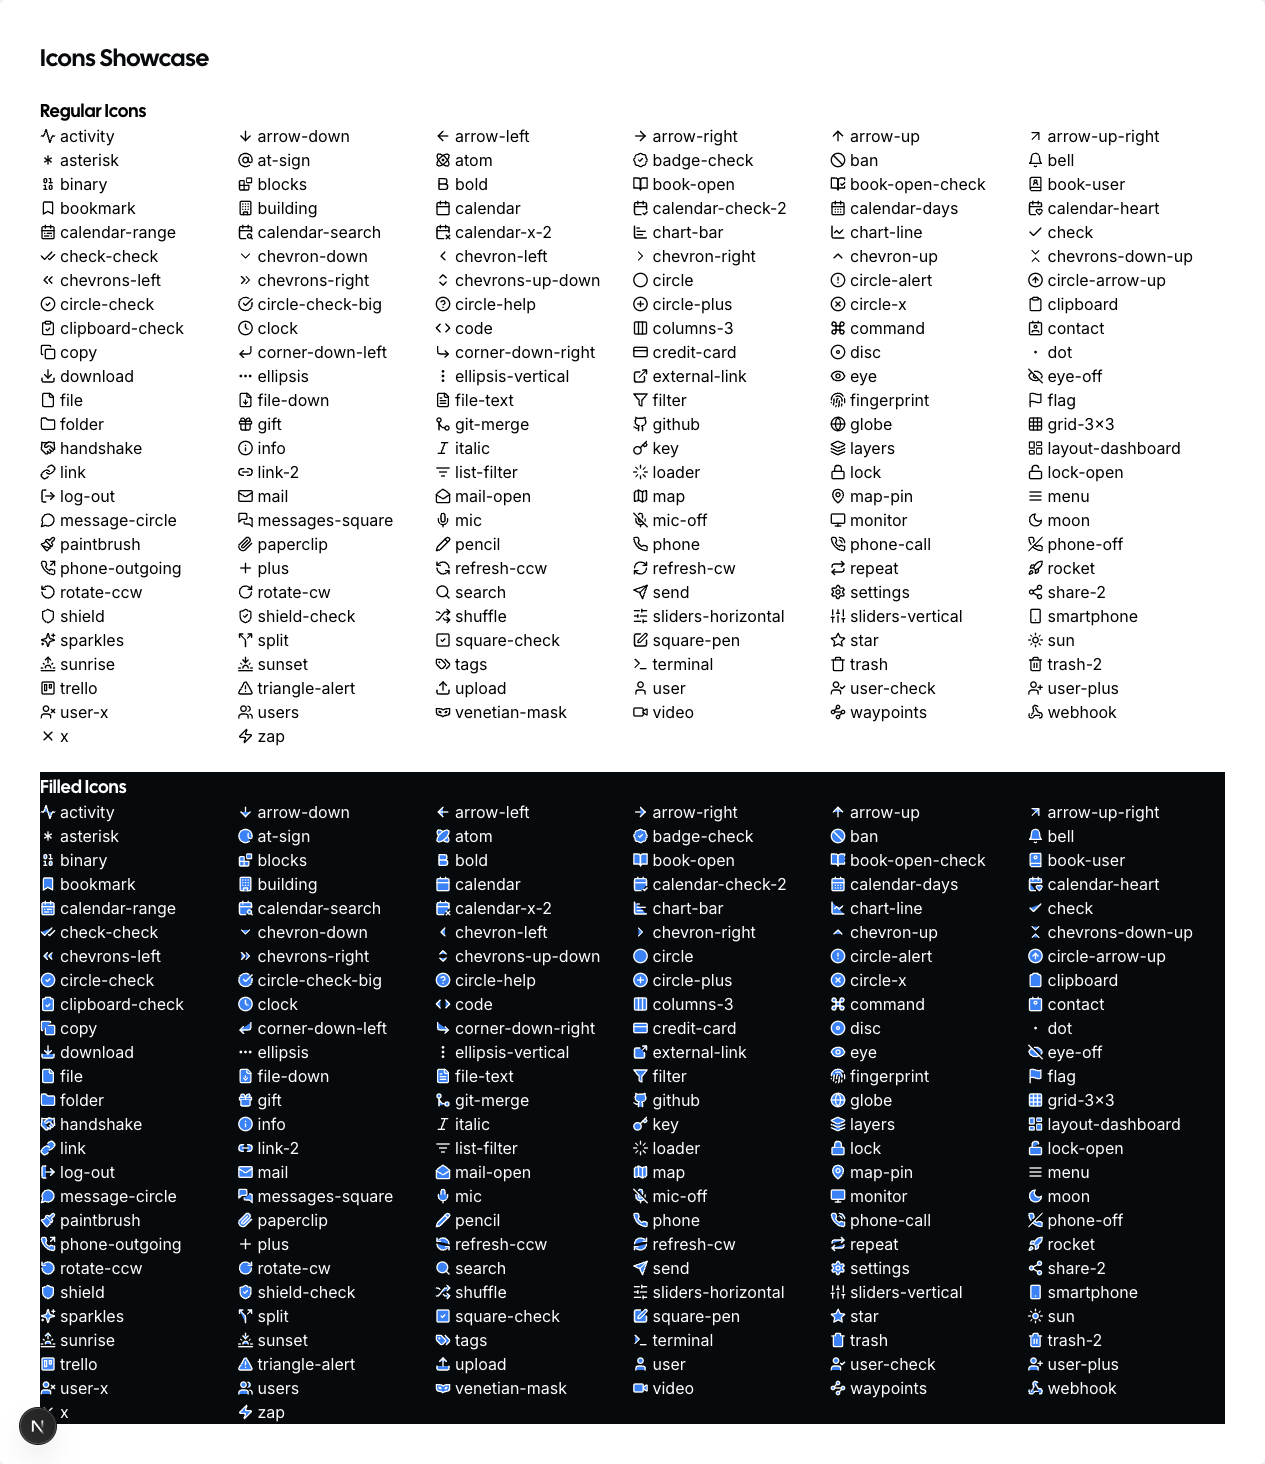 Icons Showcase
Regular Icons
activity arrow-down arrow-left arrow-right arrow-up arrow-up-right
asterisk at-sign atom badge-check ban bell
binary blocks bold book-open book-open-check book-user
bookmark building calendar calendar-check-2 calendar-days calendar-heart
calendar-range calendar-search calendar-x-2 chart-bar chart-line check
check-check chevron-down chevron-left chevron-right chevron-up chevrons-down-up
chevrons-left chevrons-right chevrons-up-down circle circle-alert circle-arrow-up
circle-check circle-check-big circle-help circle-plus circle-x clipboard
clipboard-check clock code columns-3 command contact
copy corner-down-left corner-down-right credit-card disc dot
download ellipsis ellipsis-vertical external-link eye eye-off
file file-down file-text filter fingerprint flag
folder gift git-merge github globe grid-3×3
handshake info italic key layers layout-dashboard
link link-2 list-filter loader lock lock-open
log-out mail mail-open map map-pin menu
message-circle messages-square mic mic-off monitor moon
paintbrush paperclip pencil phone phone-call phone-off
phone-outgoing plus refresh-ccw refresh-cw repeat rocket
rotate-ccw rotate-cw search send settings share-2
shield shield-check shuffle sliders-horizontal sliders-vertical smartphone
sparkles split square-check square-pen star sun
sunrise sunset tags terminal trash trash-2
trello triangle-alert upload user user-check user-plus
user-x users venetian-mask video waypoints webhook
x zap
Filled Icons
activity arrow-down arrow-left arrow-right arrow-up arrow-up-right
asterisk at-sign atom badge-check ban bell
binary blocks bold book-open book-open-check book-user
bookmark building calendar calendar-check-2 calendar-days calendar-heart
calendar-range calendar-search calendar-x-2 chart-bar chart-line check
check-check chevron-down chevron-left chevron-right chevron-up chevrons-down-up
chevrons-left chevrons-right chevrons-up-down circle circle-alert circle-arrow-up
circle-check circle-check-big circle-help circle-plus circle-x clipboard
clipboard-check clock code columns-3 command contact
copy corner-down-left corner-down-right credit-card disc dot
download ellipsis ellipsis-vertical external-link eye eye-off
file file-down file-text filter fingerprint flag
folder gift git-merge github globe grid-3×3
handshake info italic key layers layout-dashboard
link link-2 list-filter loader lock lock-open
log-out mail mail-open map map-pin menu
message-circle messages-square mic mic-off monitor moon
paintbrush paperclip pencil phone phone-call phone-off
phone-outgoing plus refresh-ccw refresh-cw repeat rocket
rotate-ccw rotate-cw search send settings share-2
shield shield-check shuffle sliders-horizontal sliders-vertical smartphone
sparkles split square-check square-pen star sun
sunrise sunset tags terminal trash trash-2
trello triangle-alert upload user user-check user-plus
user-x users venetian-mask video waypoints webhook
x zap
N